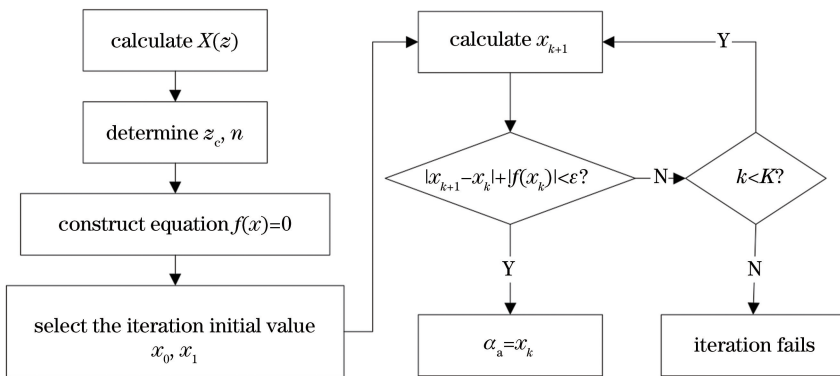 calculate X(z)
determine z_c, n
construct equation f(x)=0
select the iteration initial value
x_0, x_1
calculate x_{k+1}
|x_{k+1}−x_k|+|f(x_k)|<ε?
N
Y
k<K?
Y
N
α_a=x_k
iteration fails